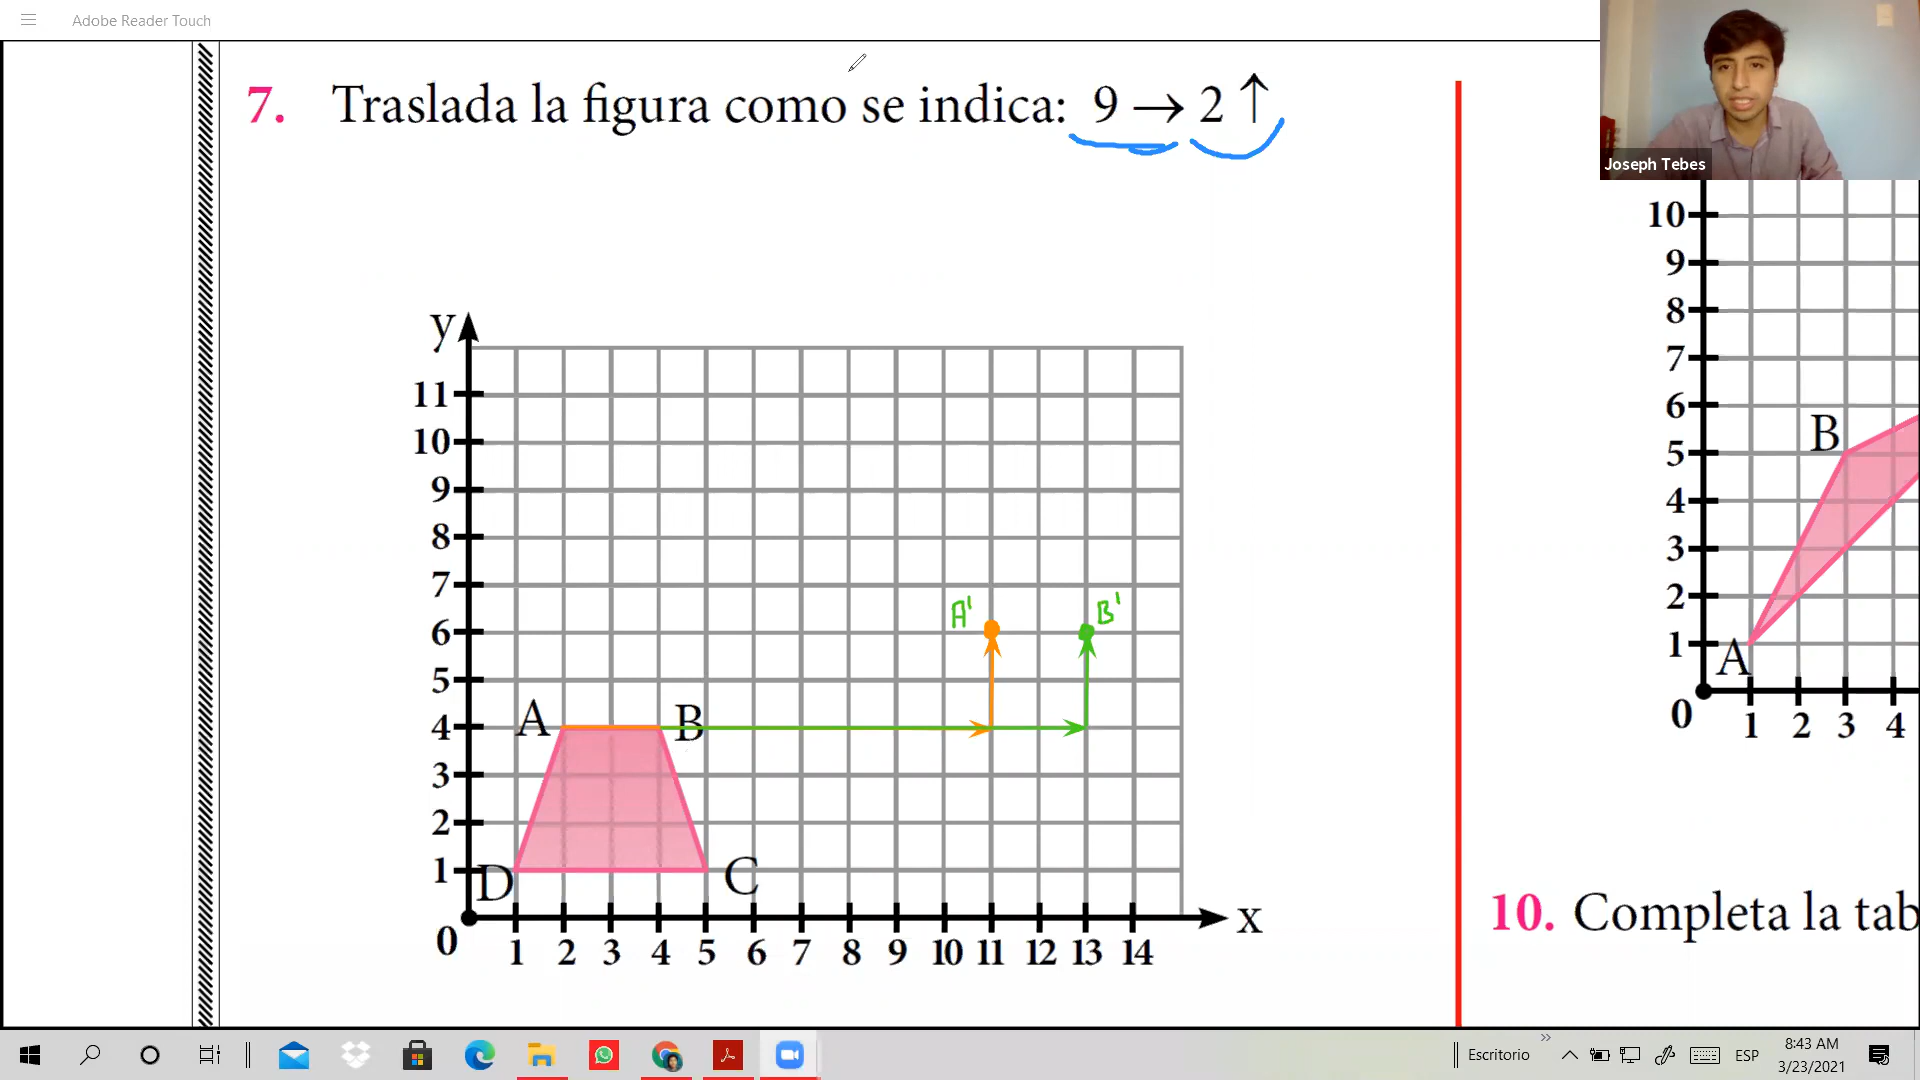 Adobe Reader Touch
7. Traslada la figura como se indica: 9 → 2 ↑
Joseph Tebes
y
11
10
9
8
7
6
5
4
3
2
1
0
A' B'
A B
D C
1 2 3 4 5 6 7 8 9 10 11 12 13 14 x
10
9
8
7
6
5
4
3
2
1
0
B
A
1 2 3 4
10. Completa la tab
Escritorio
ESP
8:43 AM
3/23/2021